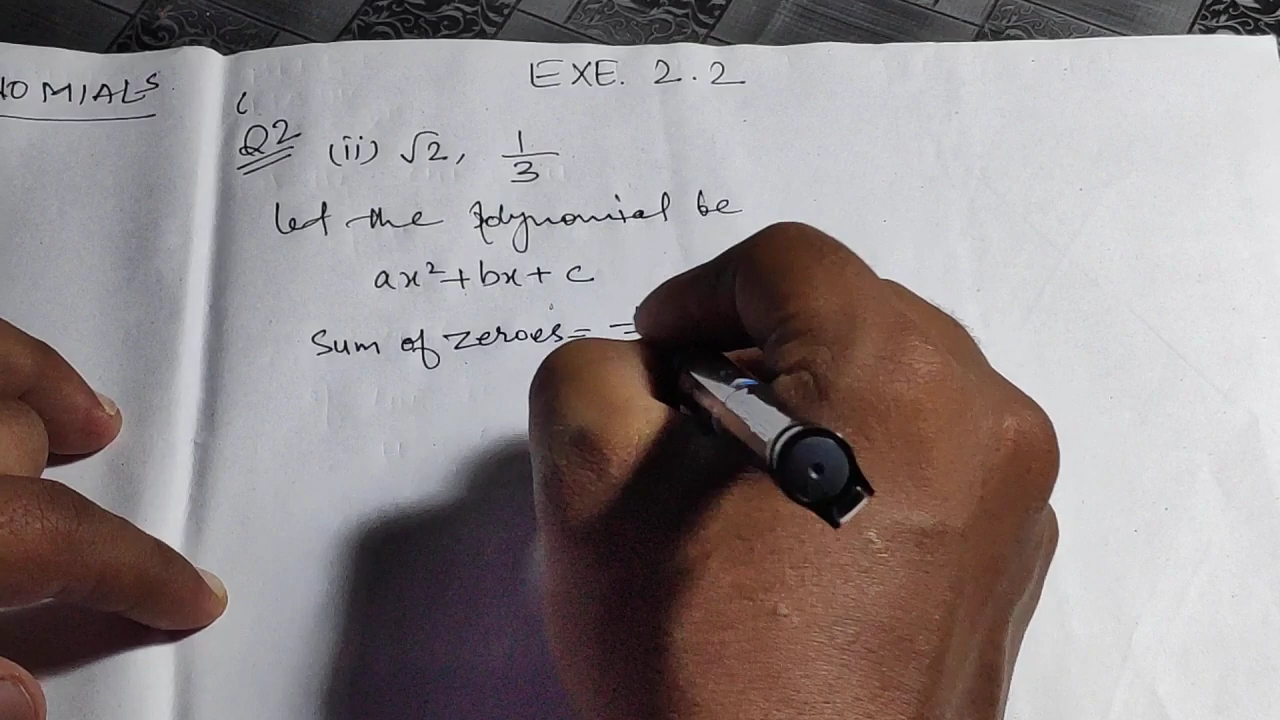 NOMIALS
EXE. 2.2
Q2 (ii) √2, 1/3
Let the polynomial be
ax²+bx+c
Sum of zeroes= =